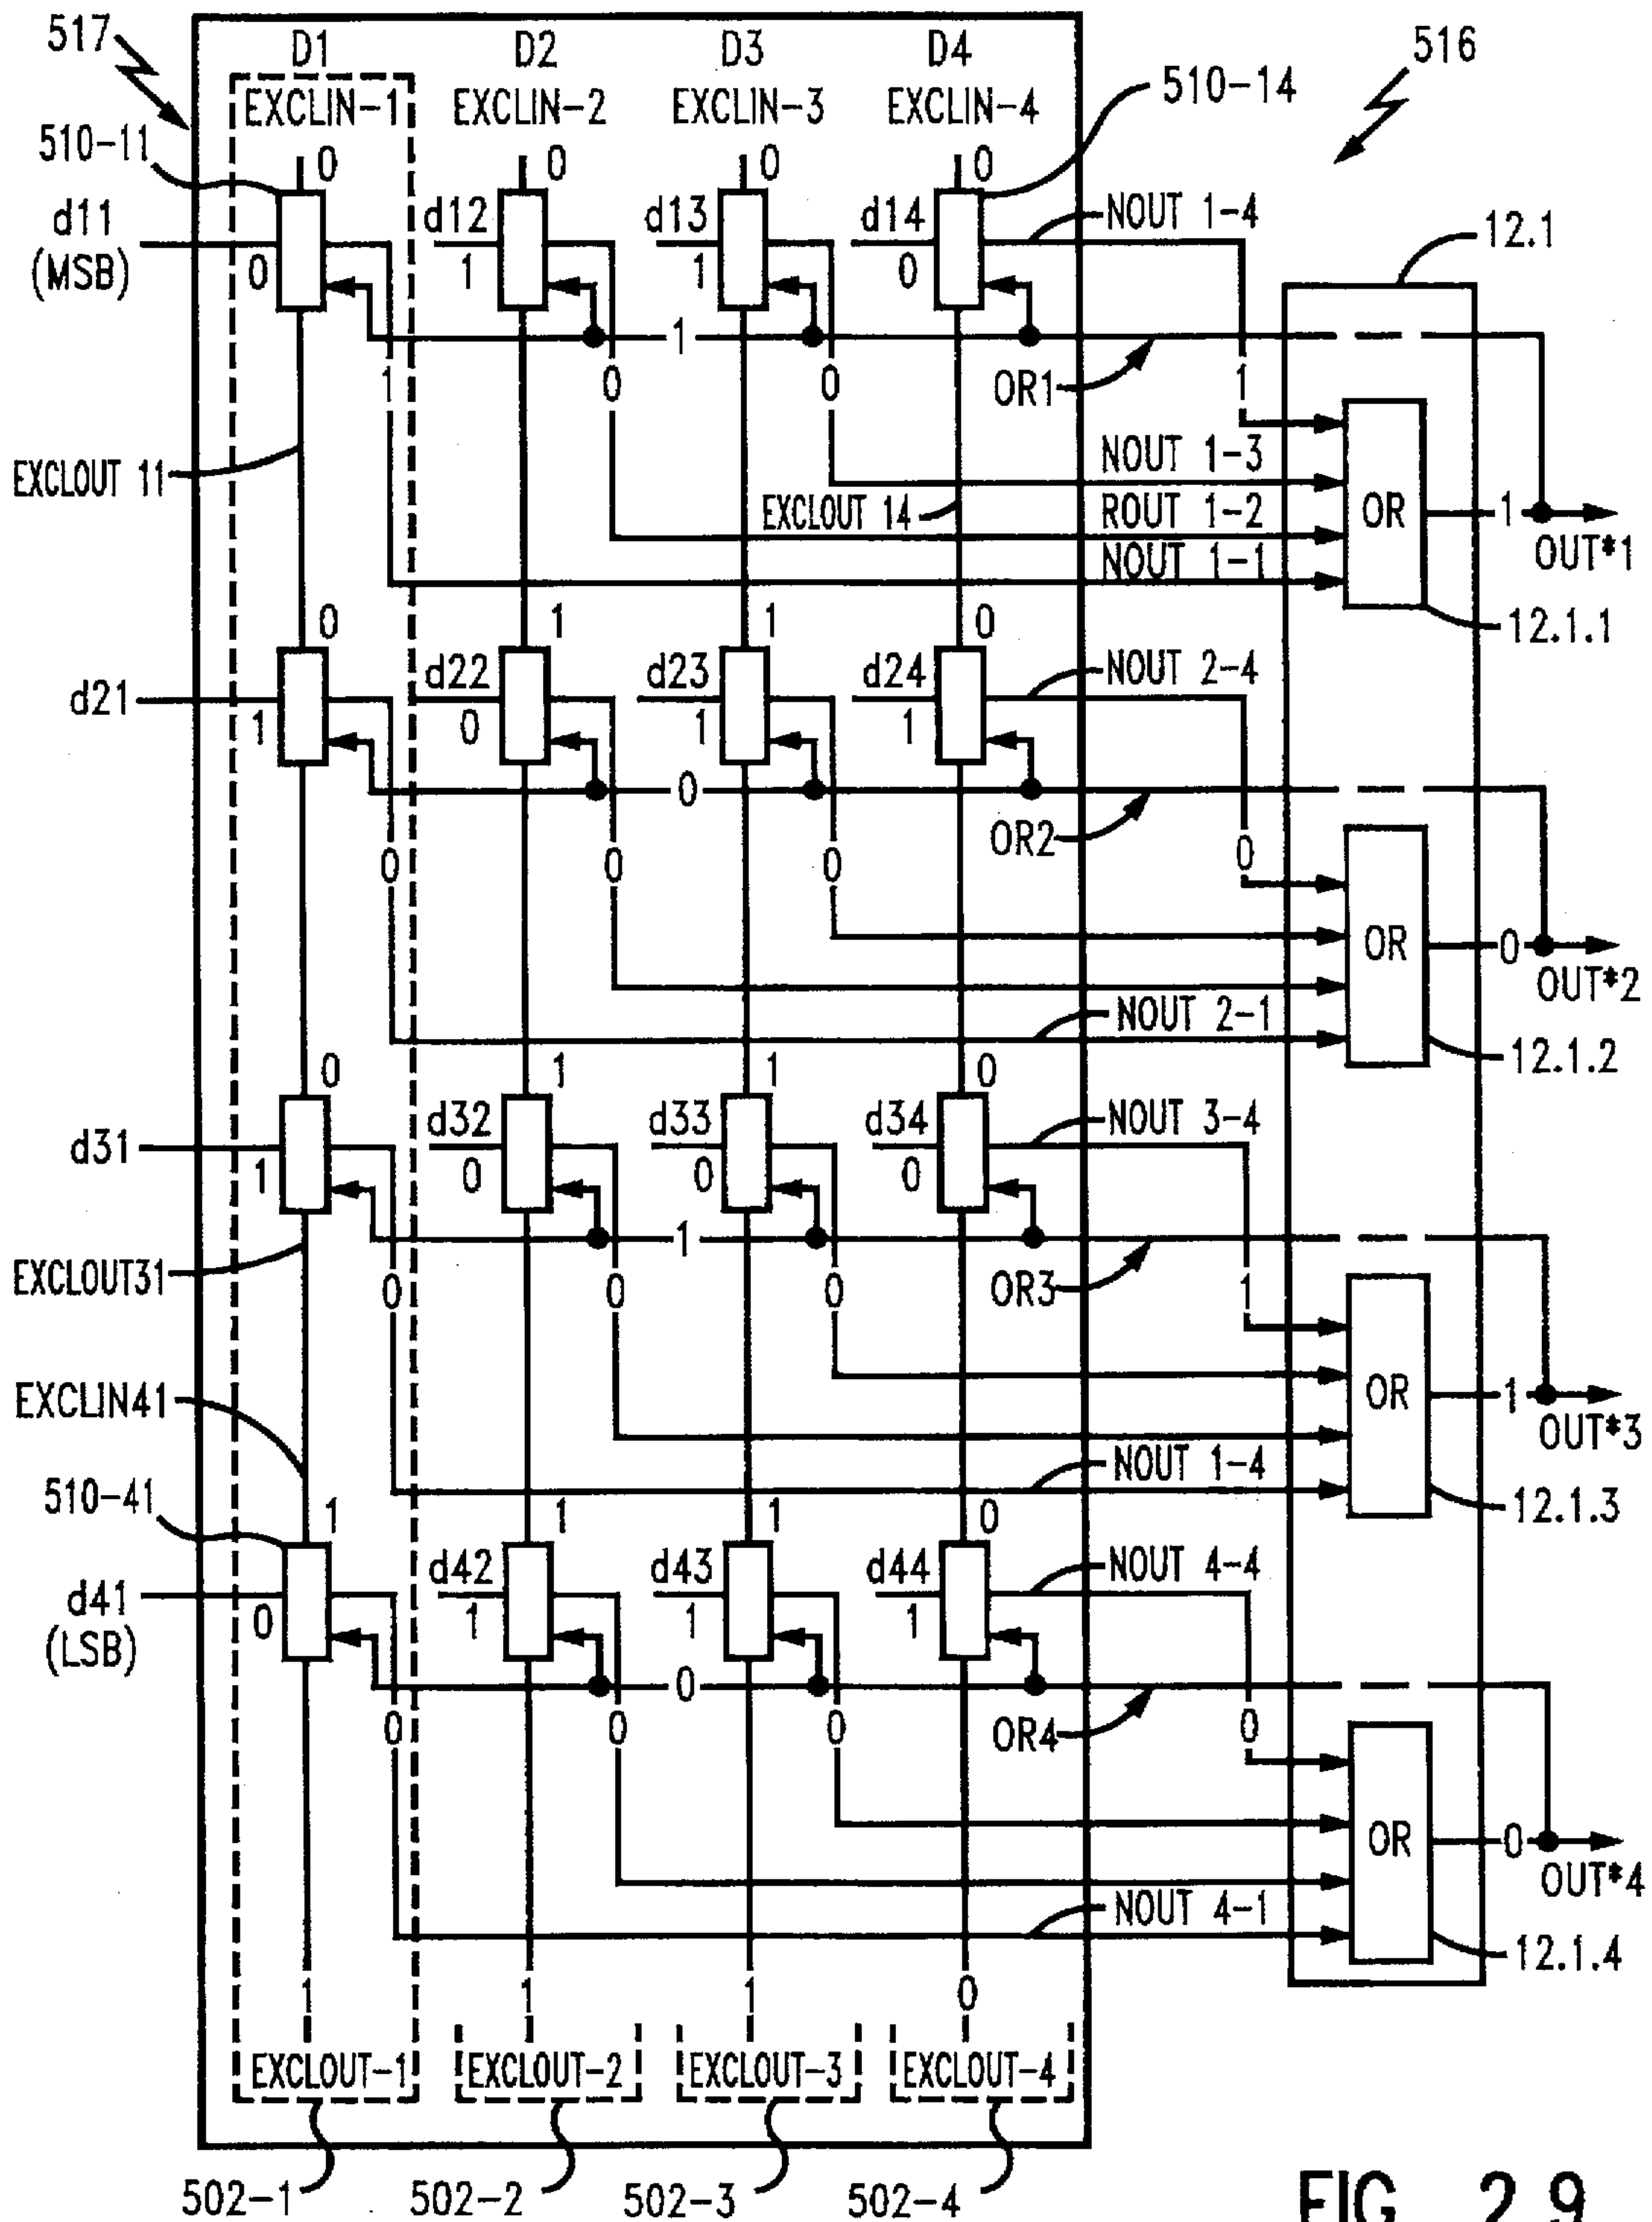 517
516
D1 D2 D3 D4
EXCLIN-1 EXCLIN-2 EXCLIN-3 EXCLIN-4
510-14
510-11
0 0 0 0
d11 d12 d13 d14 NOUT 1-4
(MSB)
0 1 1 0
12.1
1
1 0 0 OR1 1
EXCLOUT 11
NOUT 1-3
EXCLOUT 14 ROUT 1-2
NOUT 1-1
OR 1
OUT*1
12.1.1
0 1 1 0
d21 d22 d23 d24 NOUT 2-4
1 0 1 1
0
0 0 0 OR2 0
OR 0
OUT*2
NOUT 2-1
12.1.2
0 1 1 0
d31 d32 d33 d34 NOUT 3-4
1 0 0 0
1
EXCLOUT31
0 0 0 OR3 1
EXCLIN41
OR 1
OUT*3
NOUT 1-4
12.1.3
510-41
1 1 1 0
d41 d42 d43 d44 NOUT 4-4
(LSB)
0 1 1 1
0
0 0 0 OR4 0
OR 0
OUT*4
NOUT 4-1
12.1.4
1 1 1 0
EXCLOUT-1 EXCLOUT-2 EXCLOUT-3 EXCLOUT-4
502-1 502-2 502-3 502-4
FIG. 2.9